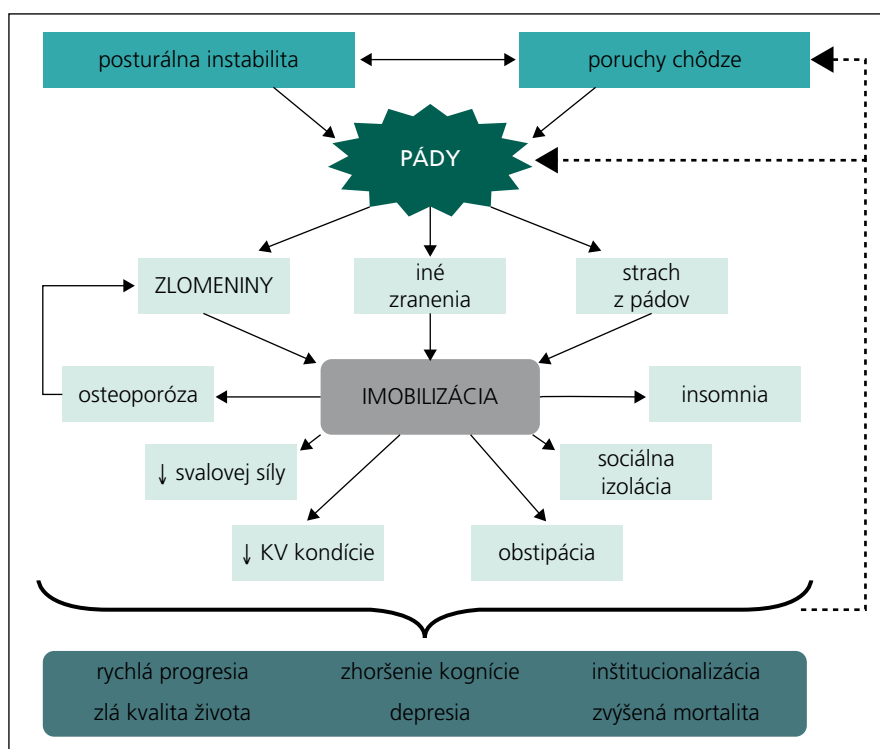 posturálna instabilita
poruchy chôdze
PÁDY
ZLOMENINY
iné
zranenia
strach
z pádov
osteoporóza
IMOBILIZÁCIA
insomnia
↓ svalovej síly
sociálna
izolácia
↓ KV kondície
obstipácia
rychlá progresia
zhoršenie kognície
inštitucionalizácia
zlá kvalita života
depresia
zvýšená mortalita